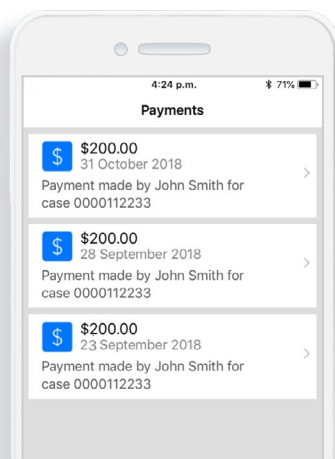 4:24 p.m. 71%
Payments
$ $200.00
31 October 2018
Payment made by John Smith for
case 0000112233
$ $200.00
28 September 2018
Payment made by John Smith for
case 0000112233
$ $200.00
23 September 2018
Payment made by John Smith for
case 0000112233